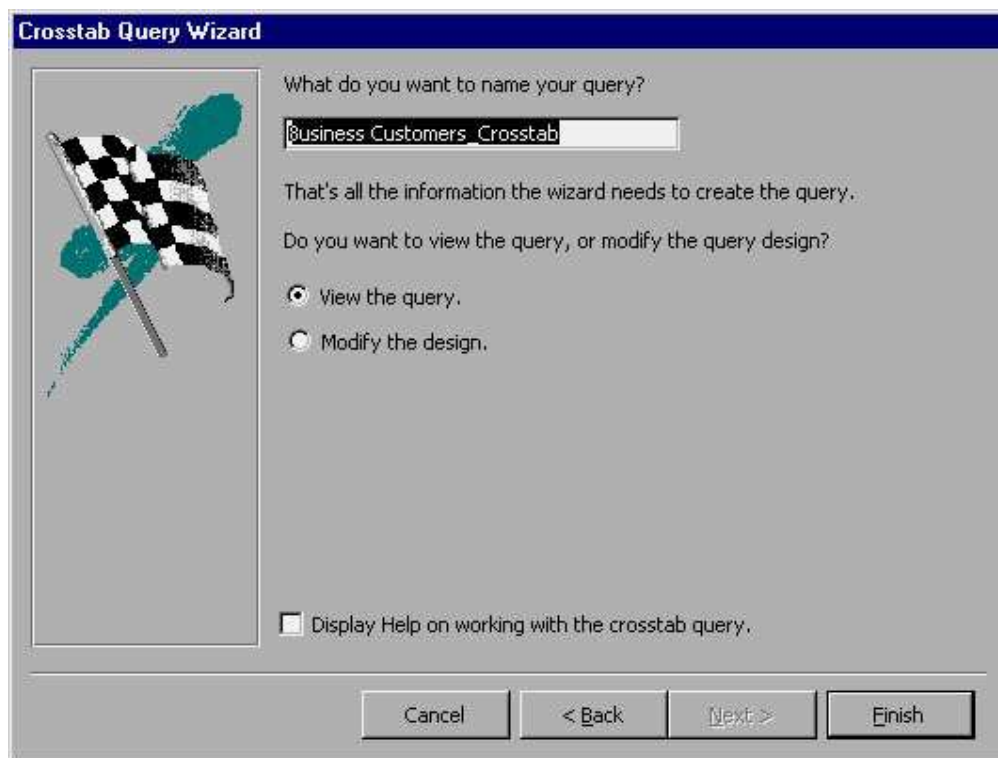 Crosstab Query Wizard
What do you want to name your query?
Business Customers_Crosstab
That's all the information the wizard needs to create the query.
Do you want to view the query, or modify the query design?
View the query.
Modify the design.
Display Help on working with the crosstab query.
Cancel
< Back
Next >
Finish